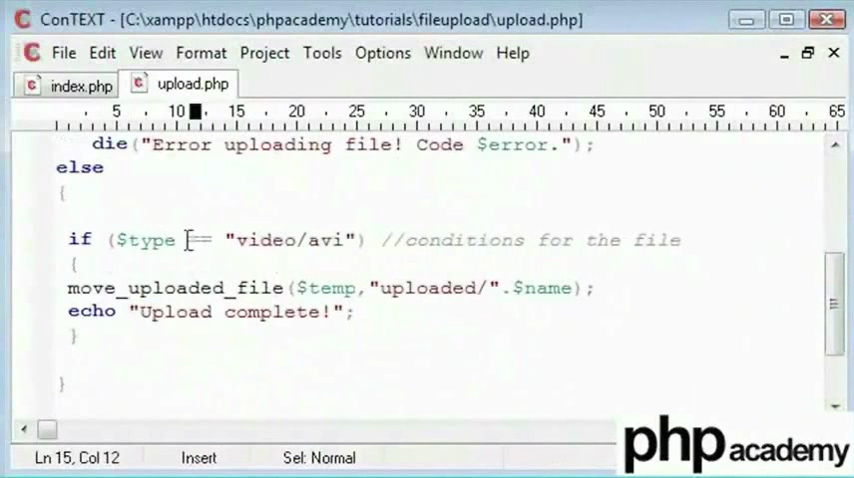 ConTEXT - [C:\xampp\htdocs\phpacademy\tutorials\fileupload\upload.php]
File Edit View Format Project Tools Options Window Help
index.php upload.php
5 10 15 20 25 30 35 40 45 50 55 60 65
die("Error uploading file! Code $error.");
else
{
if ($type == "video/avi") //conditions for the file
{
move_uploaded_file($temp,"uploaded/".$name);
echo "Upload complete!";
}
}
Ln 15, Col 12 Insert Sel: Normal
php academy